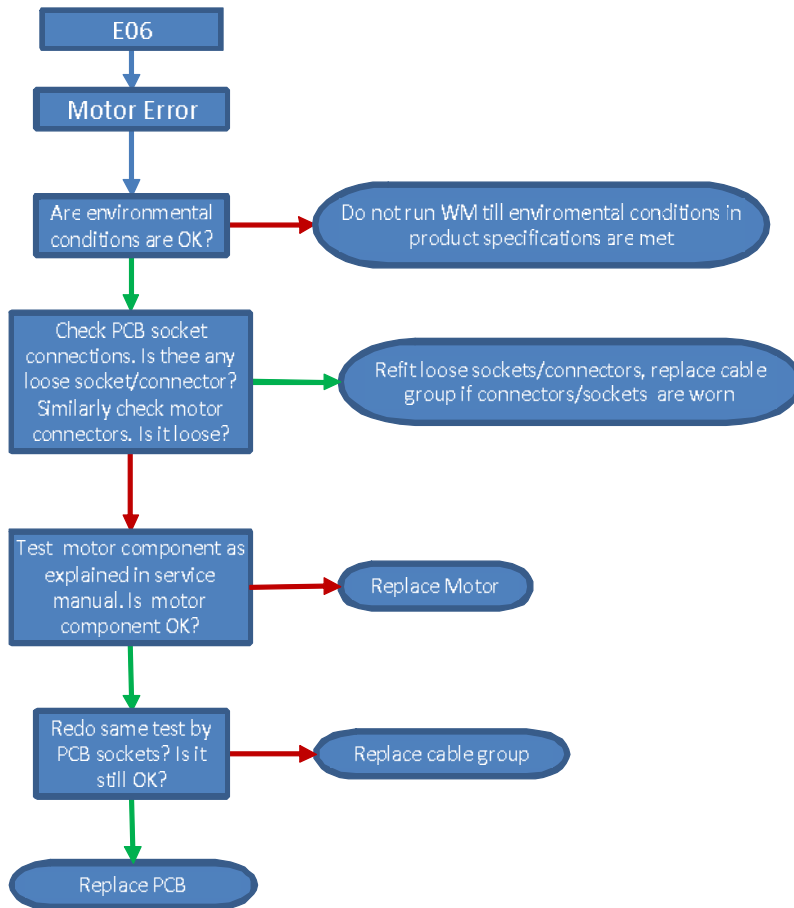 E06
Motor Error
Are environmental
conditions are OK?
Do not run WM till enviromental conditions in
product specifications are met
Check PCB socket
connections. Is thee any
loose socket/connector?
Similarly check motor
connectors. Is it loose?
Refit loose sockets/connectors, replace cable
group if connectors/sockets are worn
Test motor component as
explained in service
manual. Is motor
component OK?
Replace Motor
Redo same test by
PCB sockets? Is it
still OK?
Replace cable group
Replace PCB